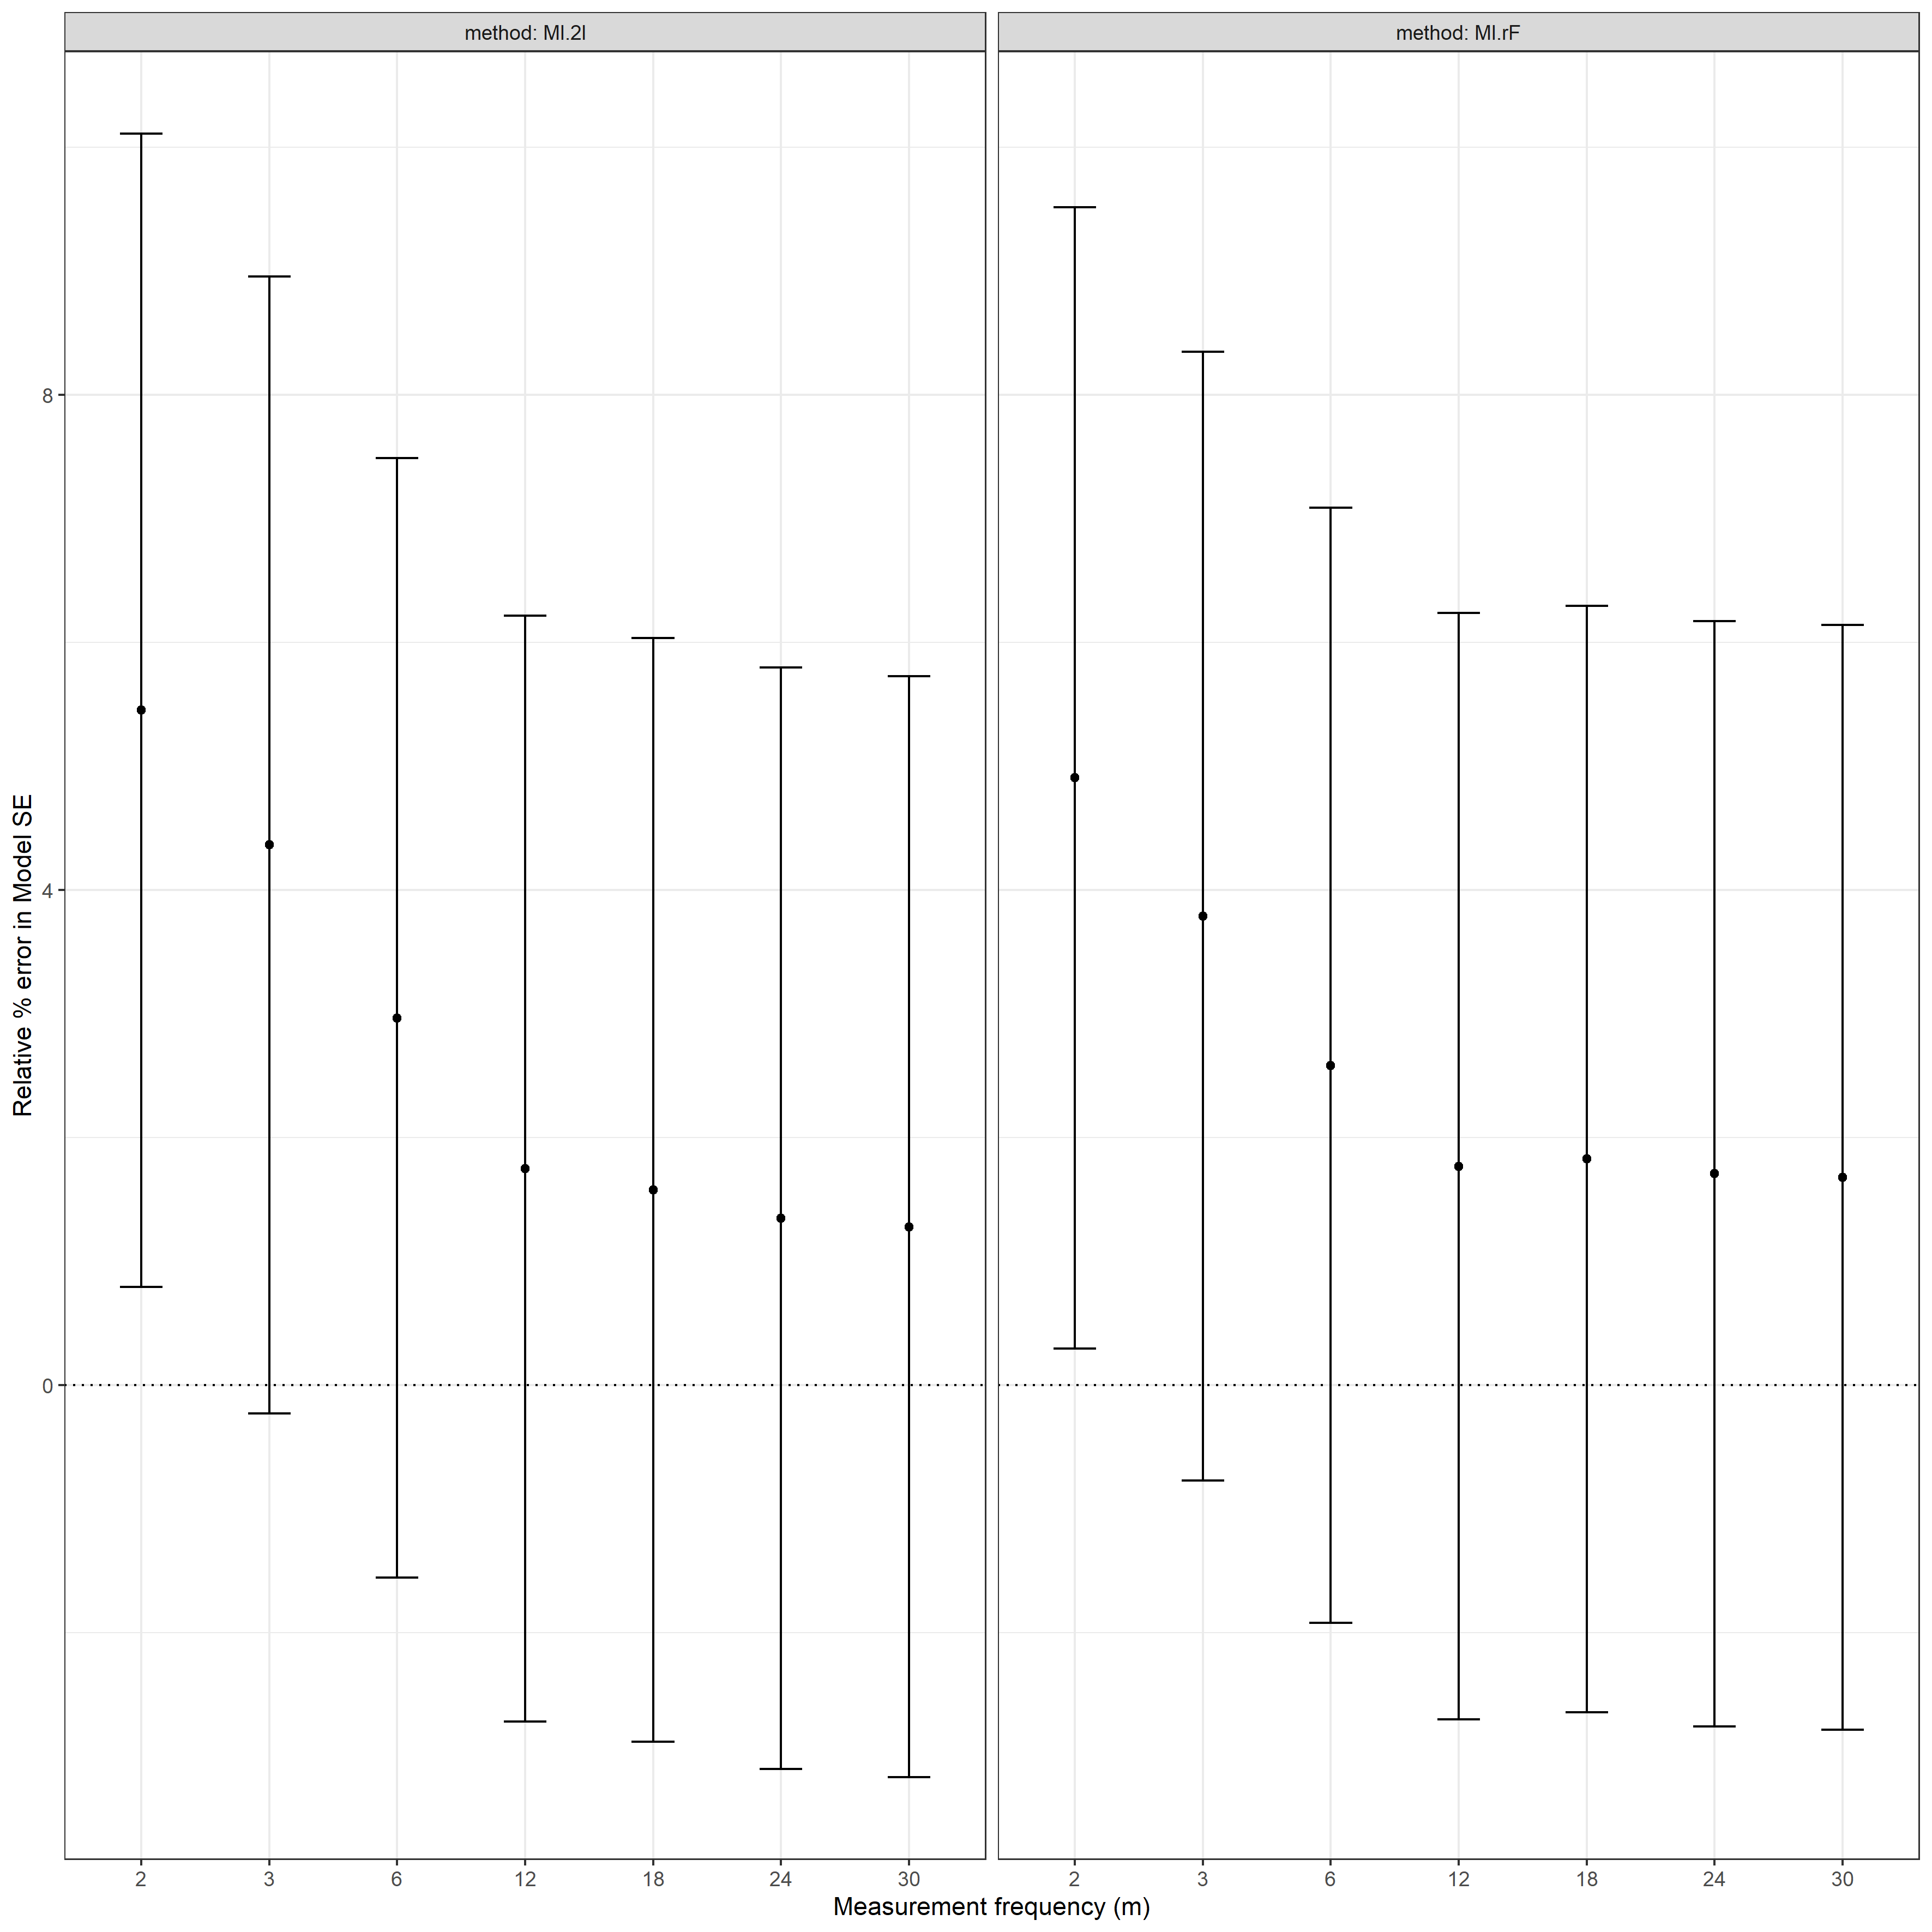 method: MI.2l
method: MI.rF
Relative % error in Model SE
8
4
0
2 3 6 12 18 24 30
2 3 6 12 18 24 30
Measurement frequency (m)